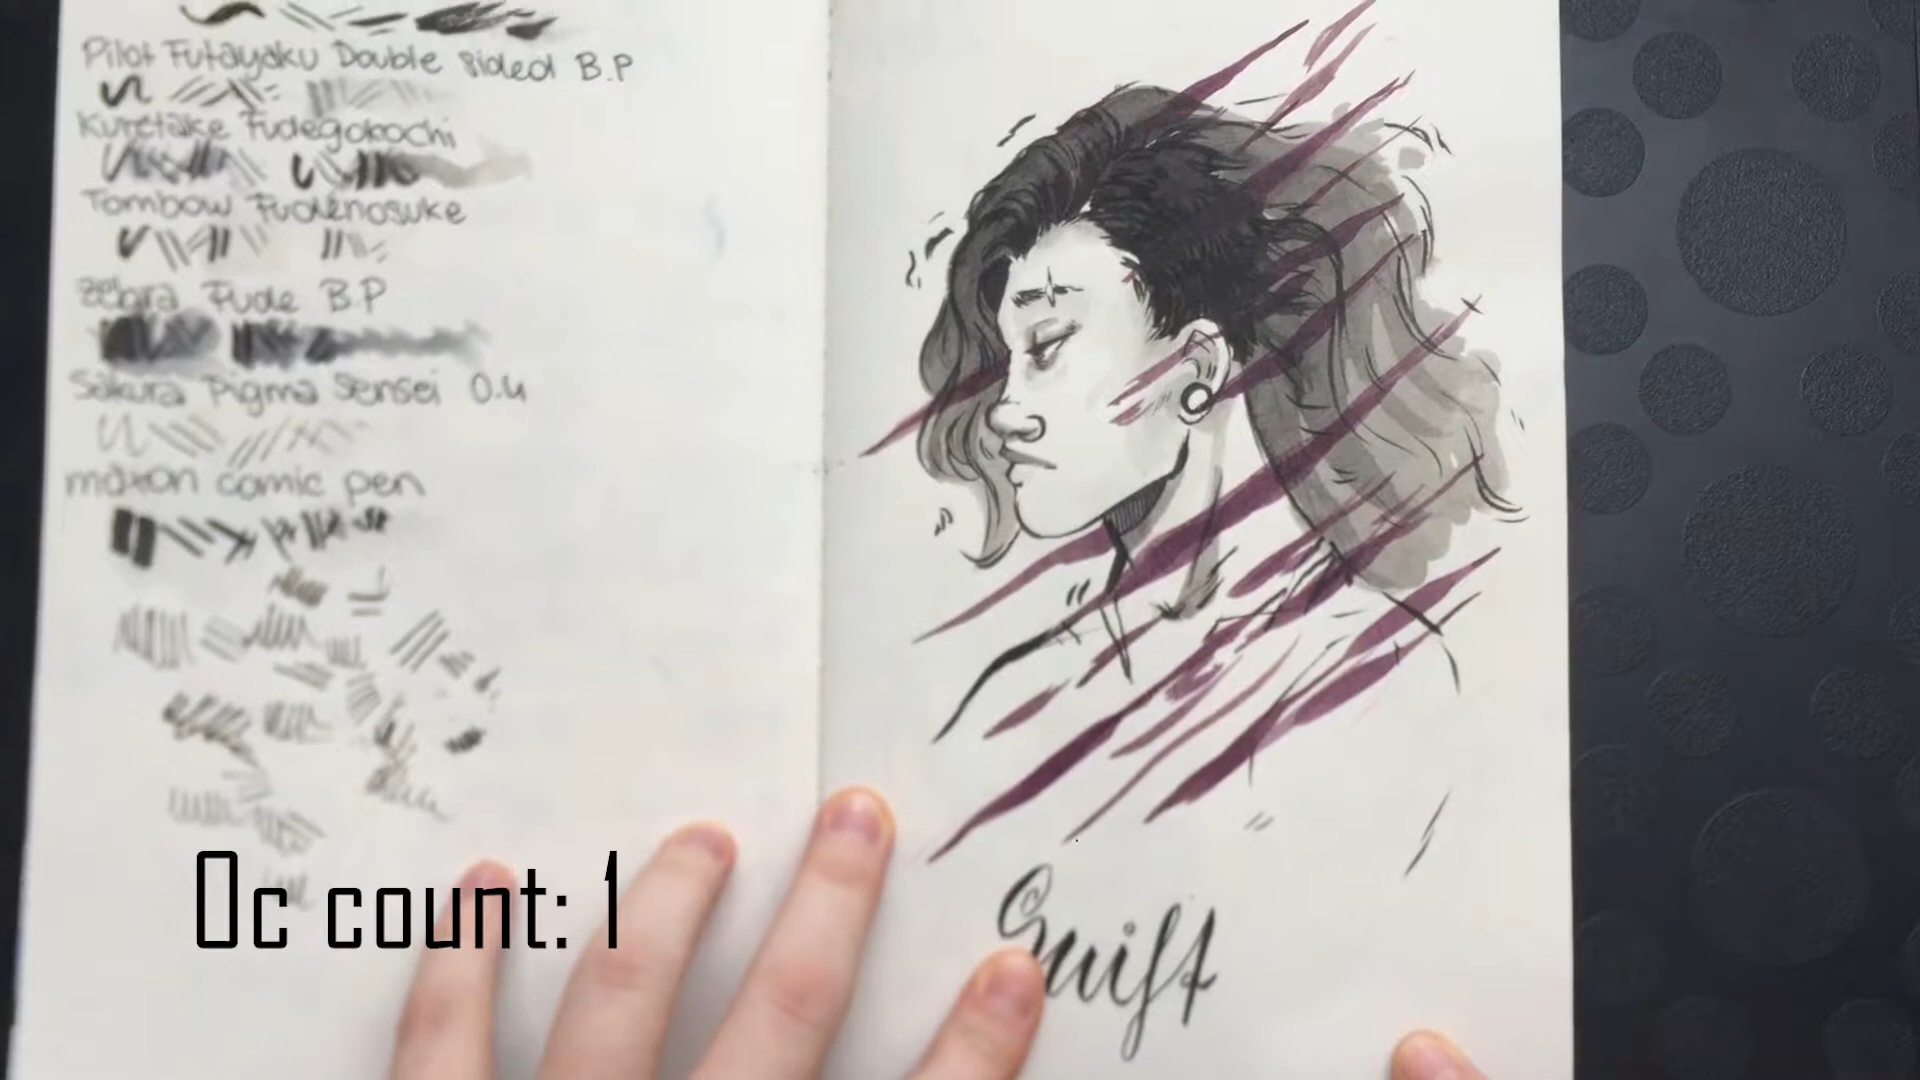 Pilot Futayaku Double sided B.P
Kuretake Fudegokochi
Tombow Fudenosuke
Zebra Fude B.P
Sakura Pigma Sensei 0.4
maxon comic pen
Oc count: 1
Swift